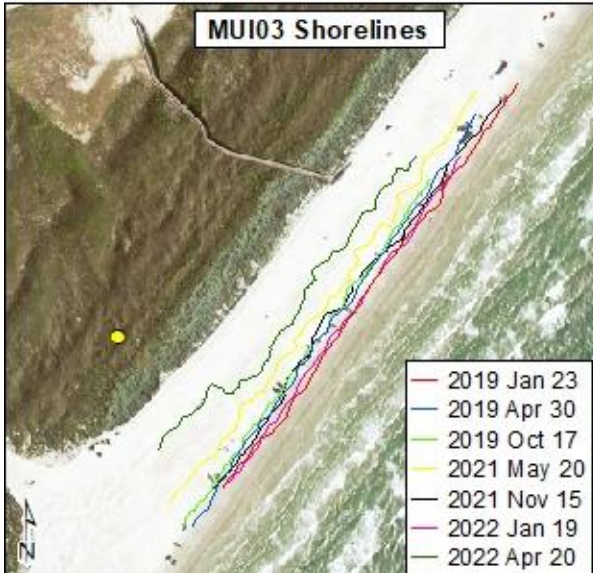 MUI03 Shorelines
2019 Jan 23
2019 Apr 30
2019 Oct 17
2021 May 20
2021 Nov 15
2022 Jan 19
2022 Apr 20
N